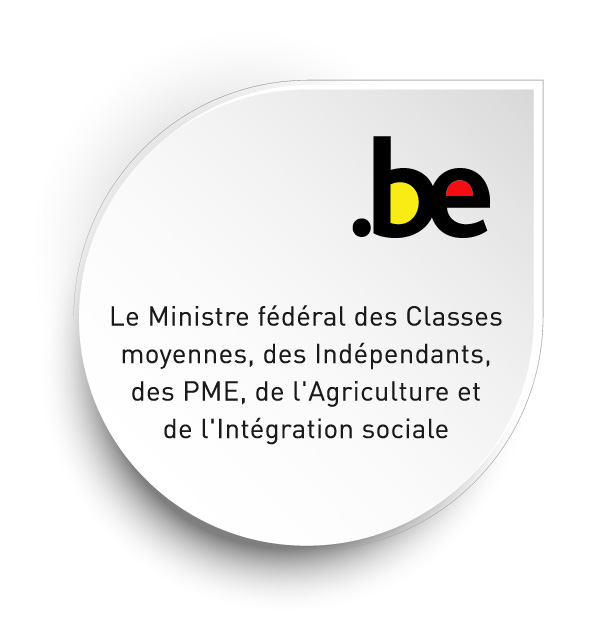 .be
Le Ministre fédéral des Classes
moyennes, des Indépendants,
des PME, de l'Agriculture et
de l'Intégration sociale